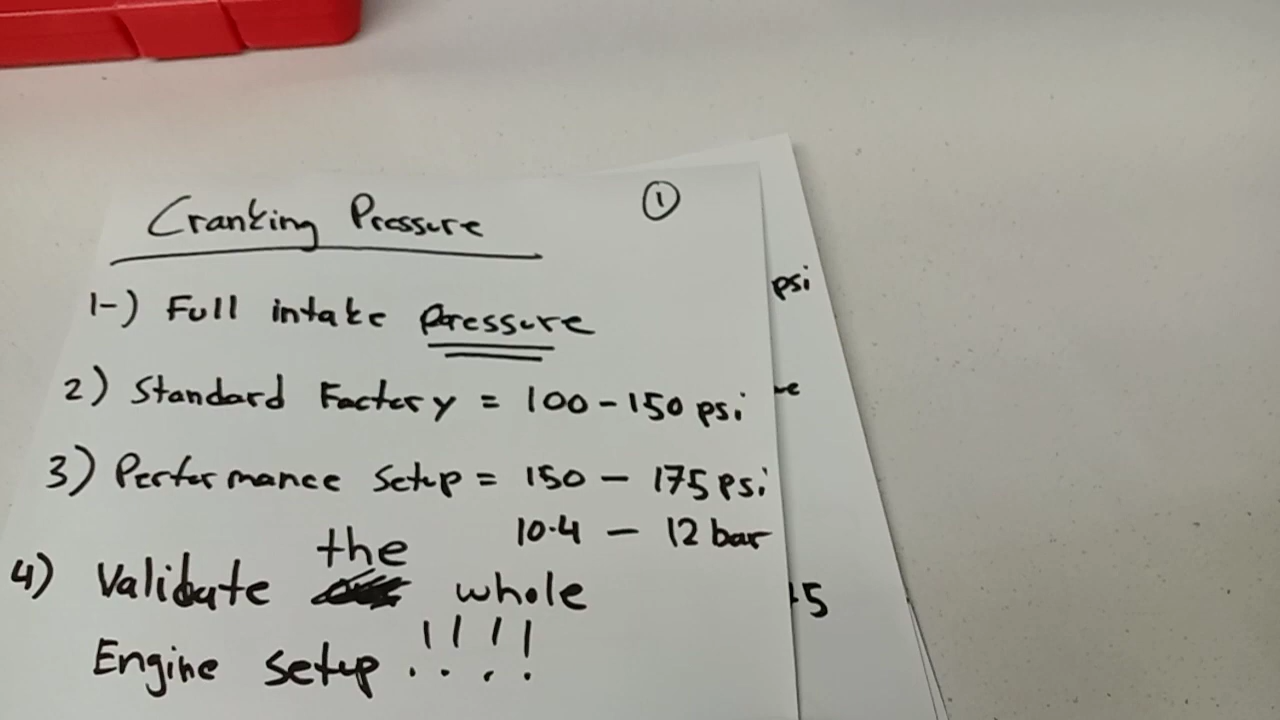 Cranking Pressure
①
1-) Full intake pressure
2) Standard Factory = 100-150 psi
3) Performance Setup = 150 - 175 psi
10.4 - 12 bar
4) Validate the whole
Engine setup !!!!
psi